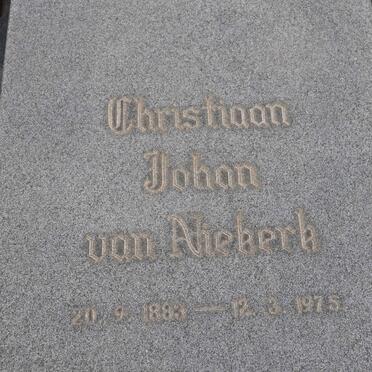 Christiaan
Johan
van Niekerk
20. 9. 1883 — 12. 3. 1975.